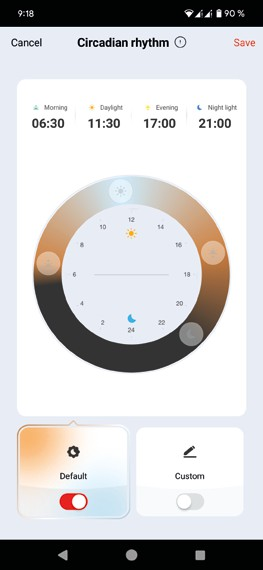 9:18
90 %
Cancel Circadian rhythm Save
Morning Daylight Evening Night light
06:30 11:30 17:00 21:00
12
10 14
8 16
6 18
4 20
2 22
24
Default Custom